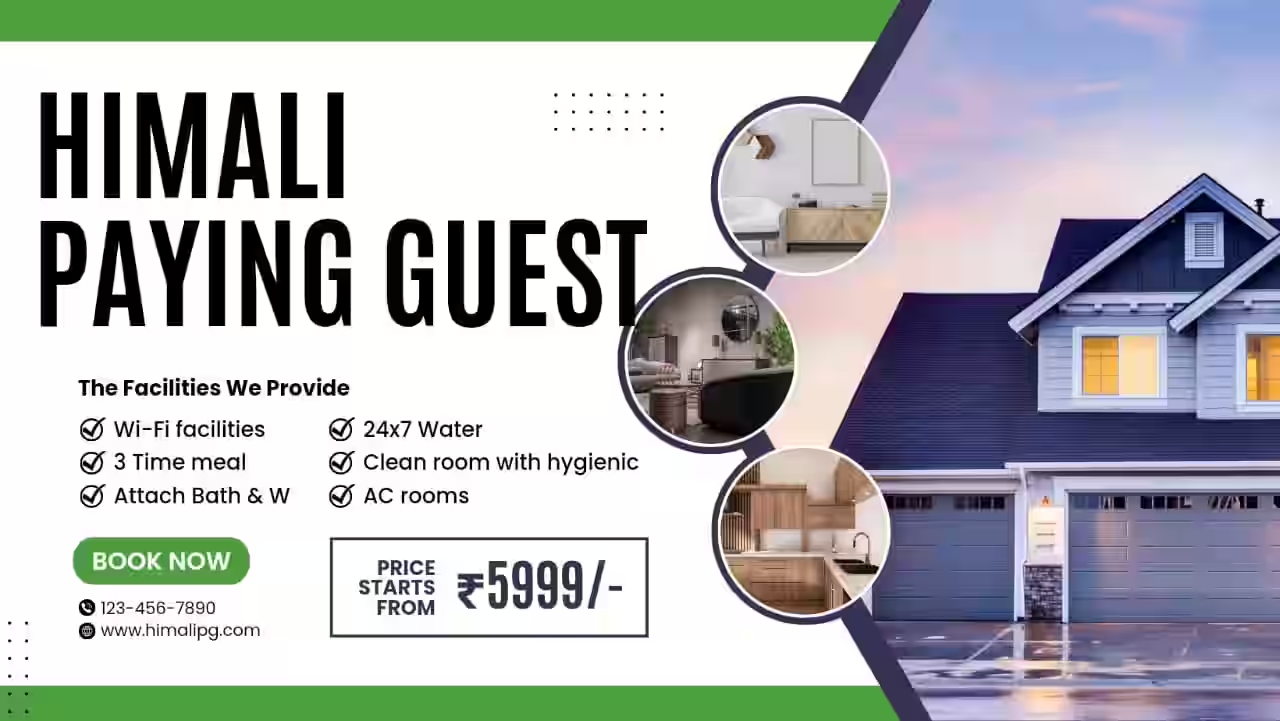 HIMALI
PAYING GUEST
The Facilities We Provide
Wi-Fi facilities
3 Time meal
Attach Bath & W
24x7 Water
Clean room with hygienic
AC rooms
BOOK NOW
123-456-7890
www.himalipg.com
PRICE
STARTS
FROM
₹5999/-